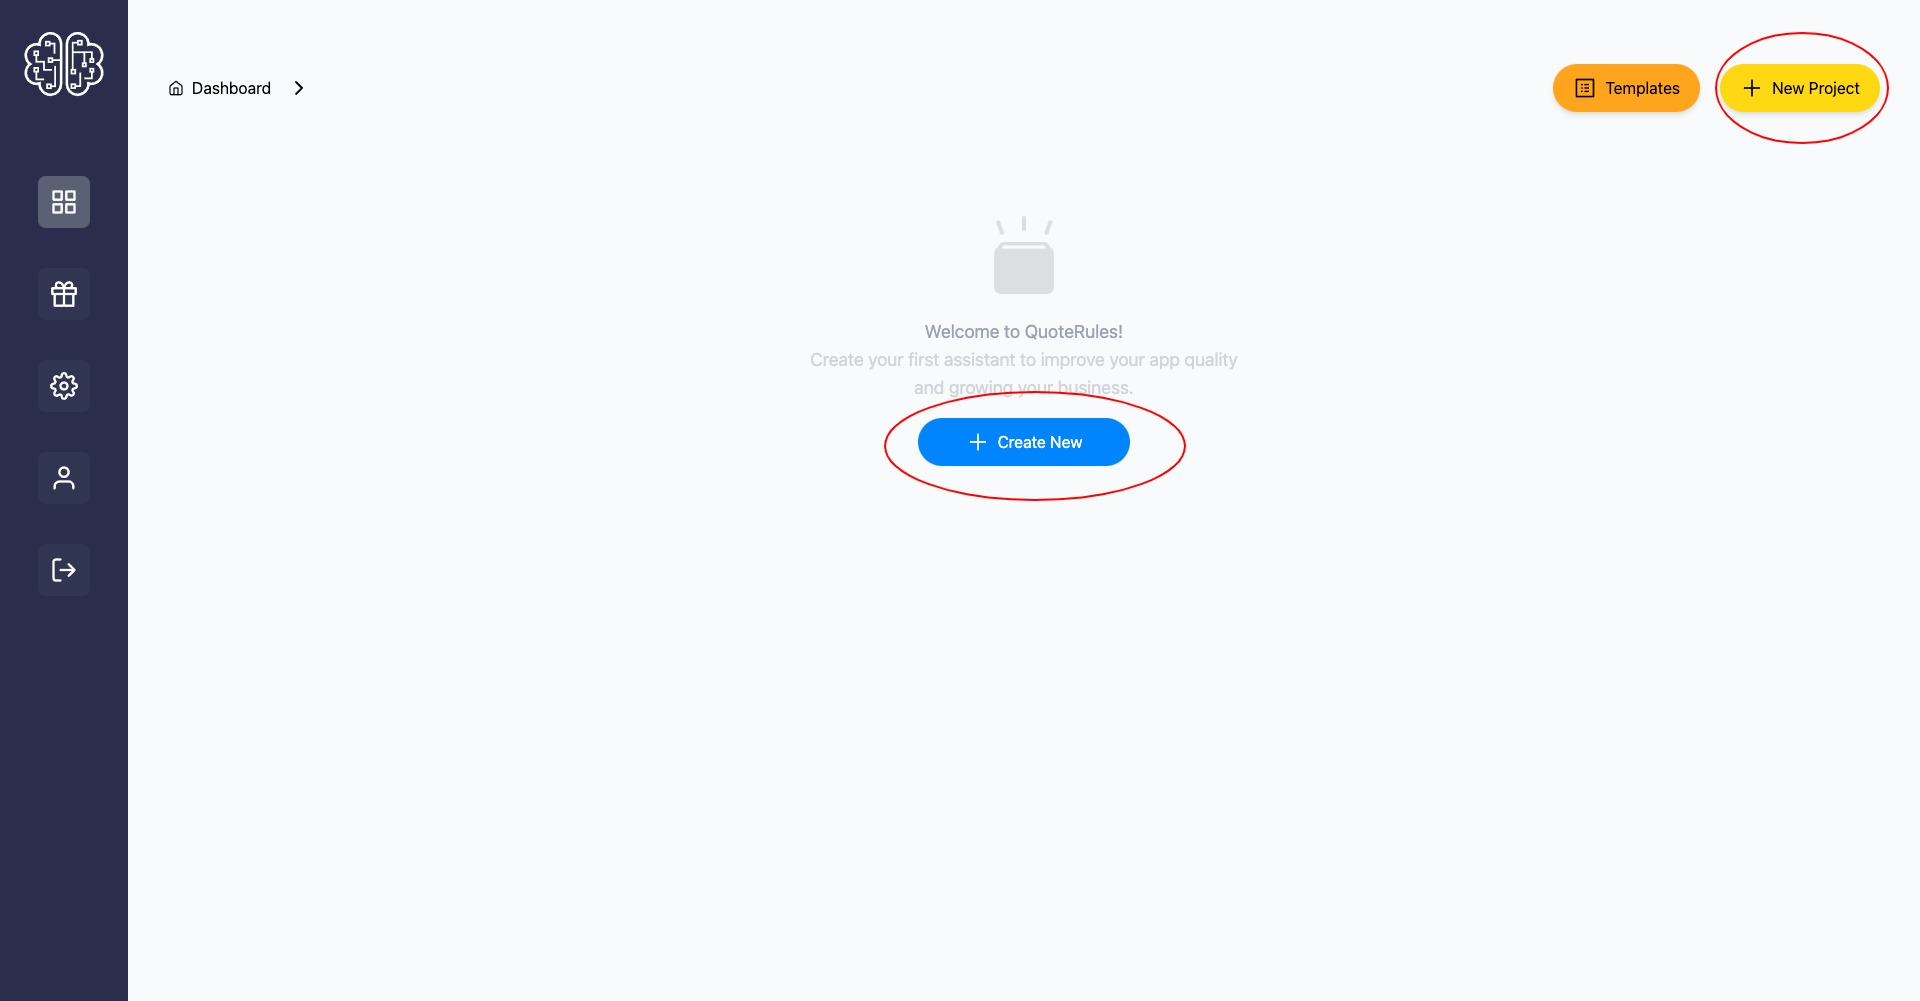 Dashboard
Templates
New Project
Welcome to QuoteRules!
Create your first assistant to improve your app quality
and growing your business.
Create New